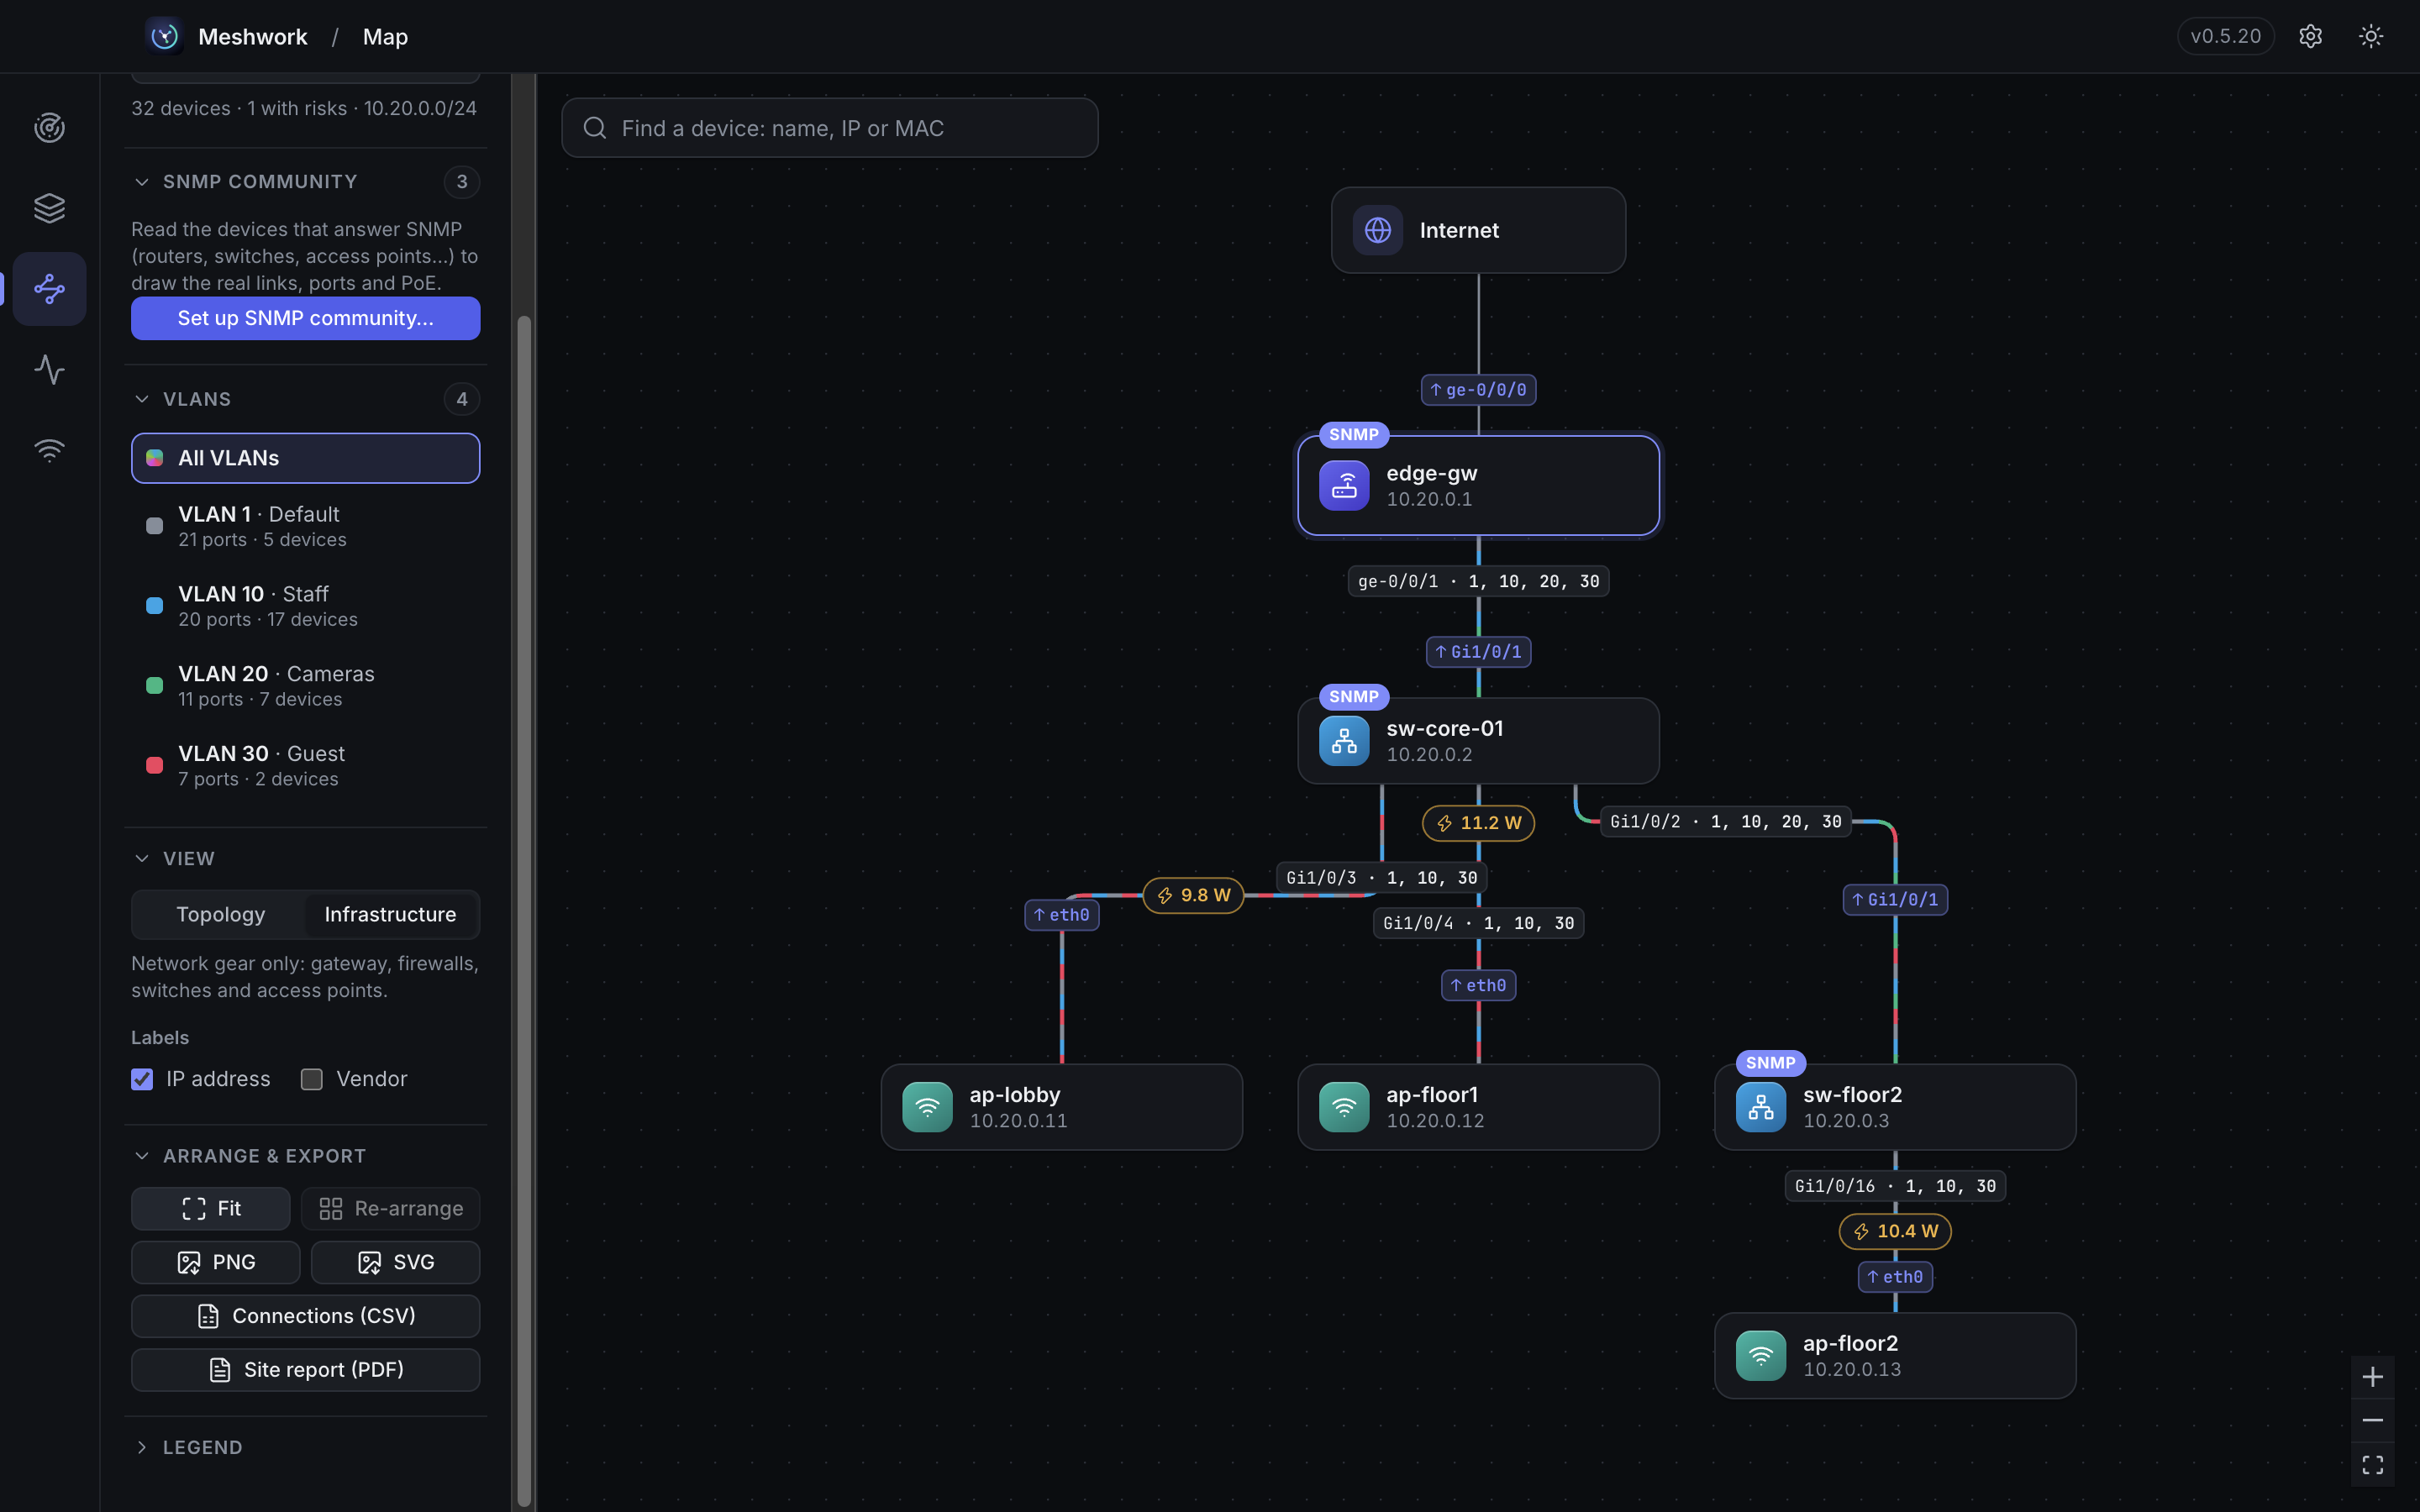 Meshwork / Map
v0.5.20
32 devices · 1 with risks · 10.20.0.0/24
SNMP COMMUNITY 3
Read the devices that answer SNMP
(routers, switches, access points...) to
draw the real links, ports and PoE.
Set up SNMP community...
VLANS 4
All VLANs
VLAN 1 · Default
21 ports · 5 devices
VLAN 10 · Staff
20 ports · 17 devices
VLAN 20 · Cameras
11 ports · 7 devices
VLAN 30 · Guest
7 ports · 2 devices
VIEW
Topology Infrastructure
Network gear only: gateway, firewalls,
switches and access points.
Labels
IP address Vendor
ARRANGE & EXPORT
Fit Re-arrange
PNG SVG
Connections (CSV)
Site report (PDF)
LEGEND
Find a device: name, IP or MAC
Internet
↑ ge-0/0/0
SNMP
edge-gw
10.20.0.1
ge-0/0/1 · 1, 10, 20, 30
↑ Gi1/0/1
SNMP
sw-core-01
10.20.0.2
11.2 W
Gi1/0/2 · 1, 10, 20, 30
Gi1/0/3 · 1, 10, 30
9.8 W
↑ eth0
↑ Gi1/0/1
Gi1/0/4 · 1, 10, 30
↑ eth0
ap-lobby
10.20.0.11
ap-floor1
10.20.0.12
SNMP
sw-floor2
10.20.0.3
Gi1/0/16 · 1, 10, 30
10.4 W
↑ eth0
ap-floor2
10.20.0.13